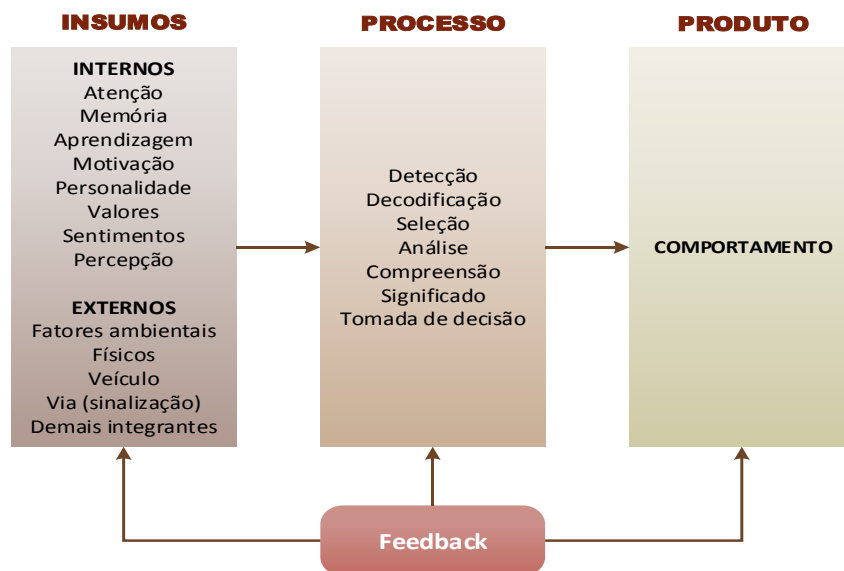 INSUMOS
INTERNOS
Atenção
Memória
Aprendizagem
Motivação
Personalidade
Valores
Sentimentos
Percepção
EXTERNOS
Fatores ambientais
Físicos
Veículo
Via (sinalização)
Demais integrantes
PROCESSO
Detecção
Decodificação
Seleção
Análise
Compreensão
Significado
Tomada de decisão
PRODUTO
COMPORTAMENTO
Feedback